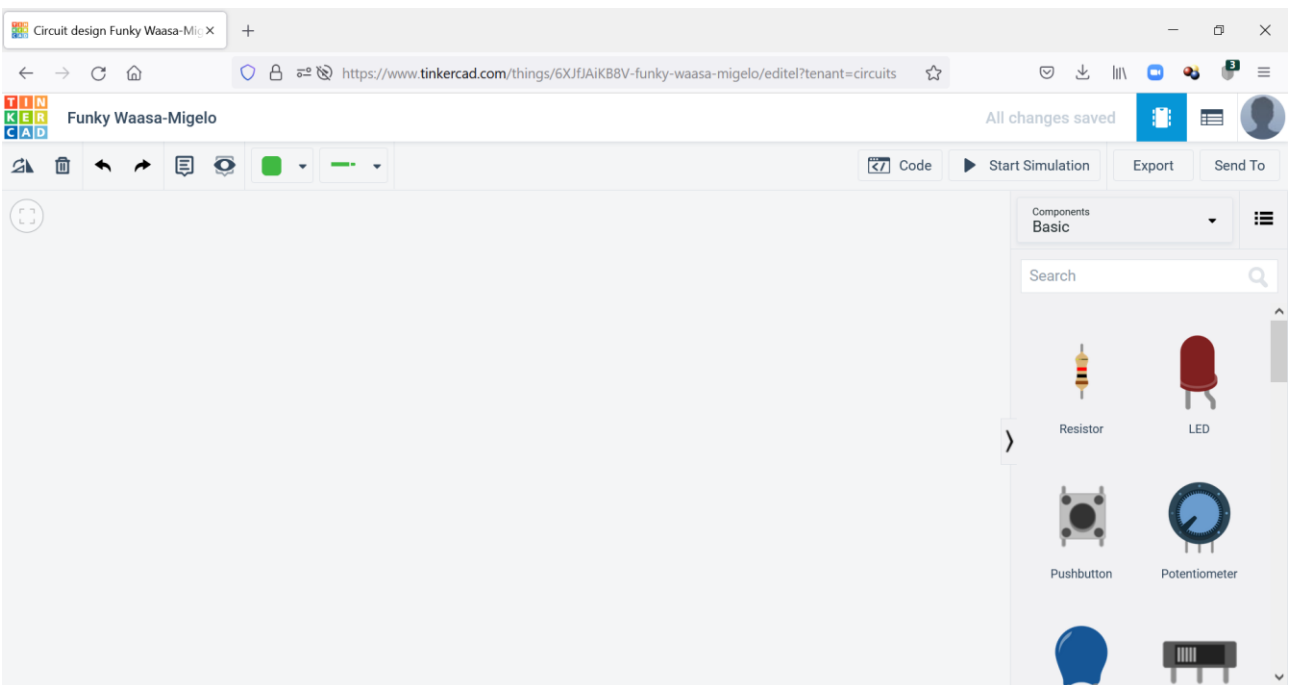 Circuit design Funky Waasa-Mig
https://www.tinkercad.com/things/6XJfJAiKB8V-funky-waasa-migelo/editel?tenant=circuits
3
TIN
KER
CAD
Funky Waasa-Migelo
All changes saved
Code
Start Simulation
Export
Send To
Components
Basic
Search
Resistor
LED
Pushbutton
Potentiometer